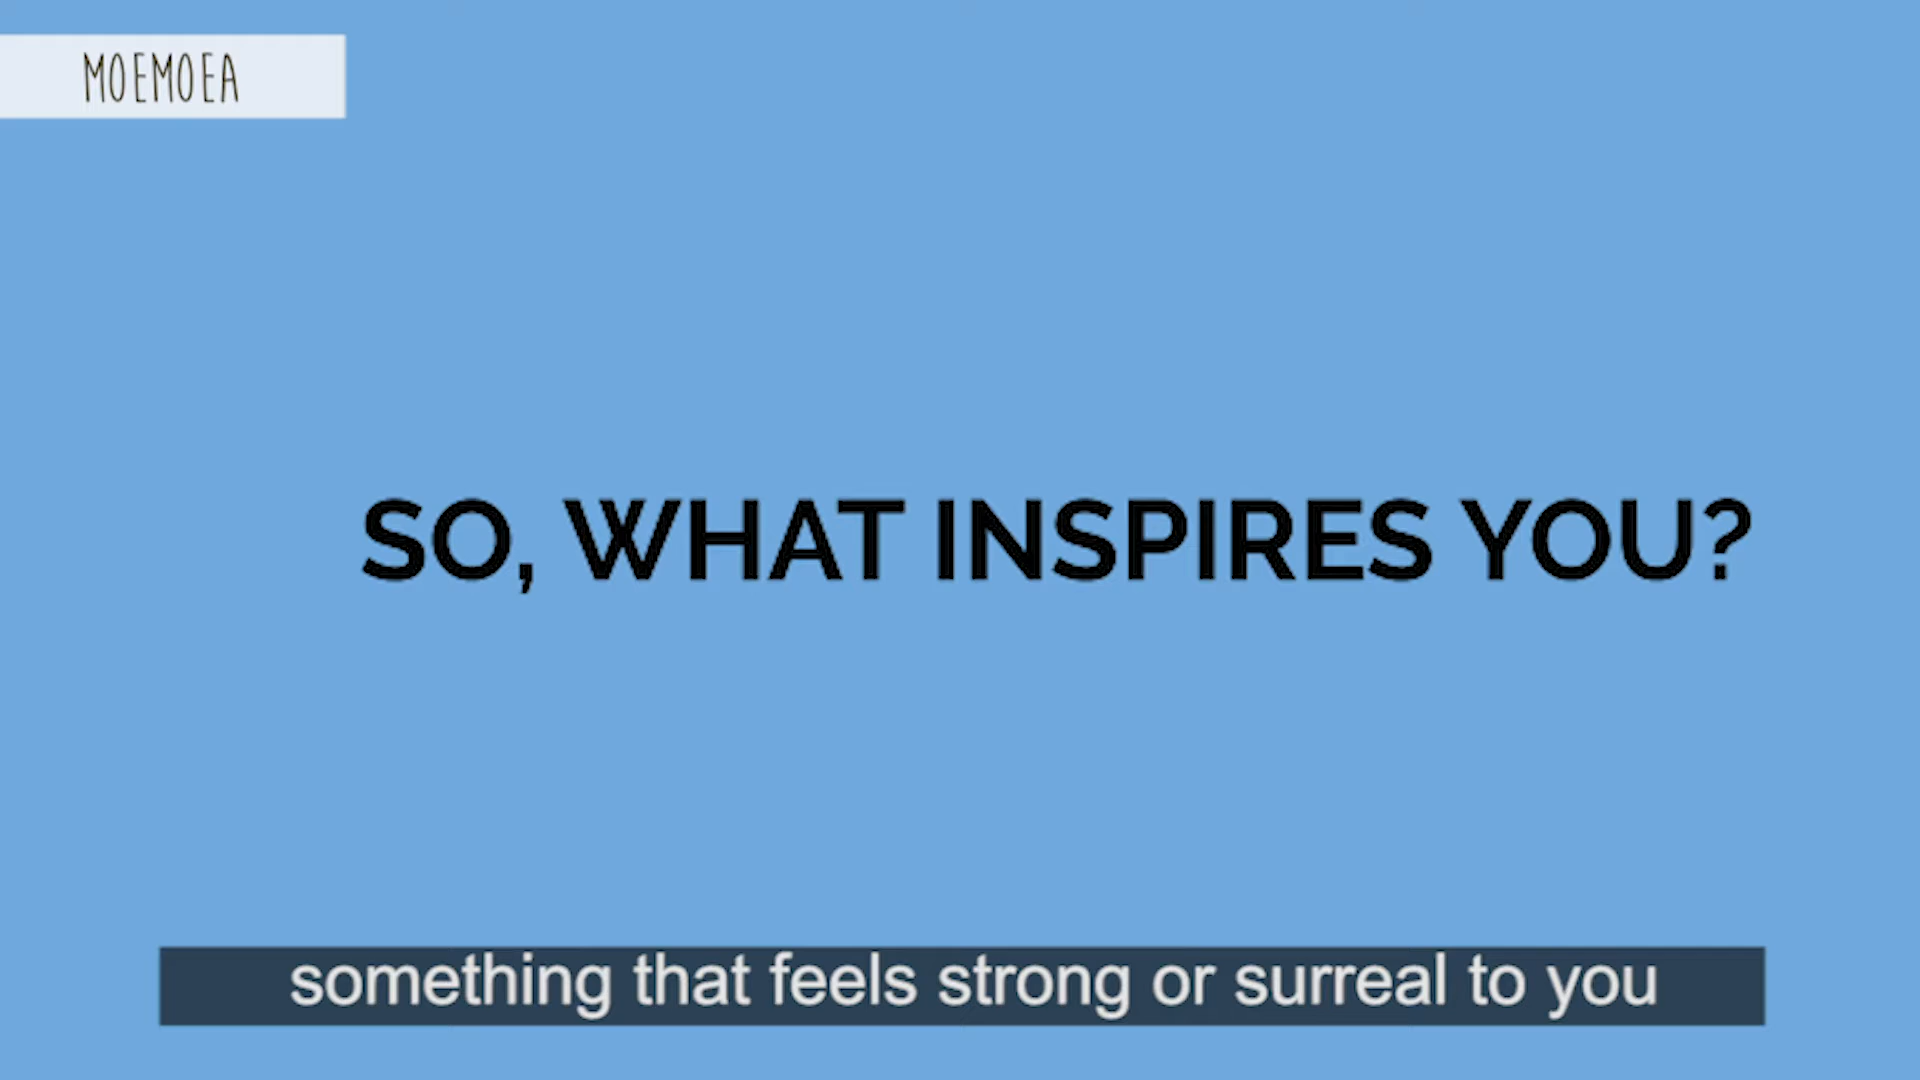 MOEMOEA
SO, WHAT INSPIRES YOU?
something that feels strong or surreal to you